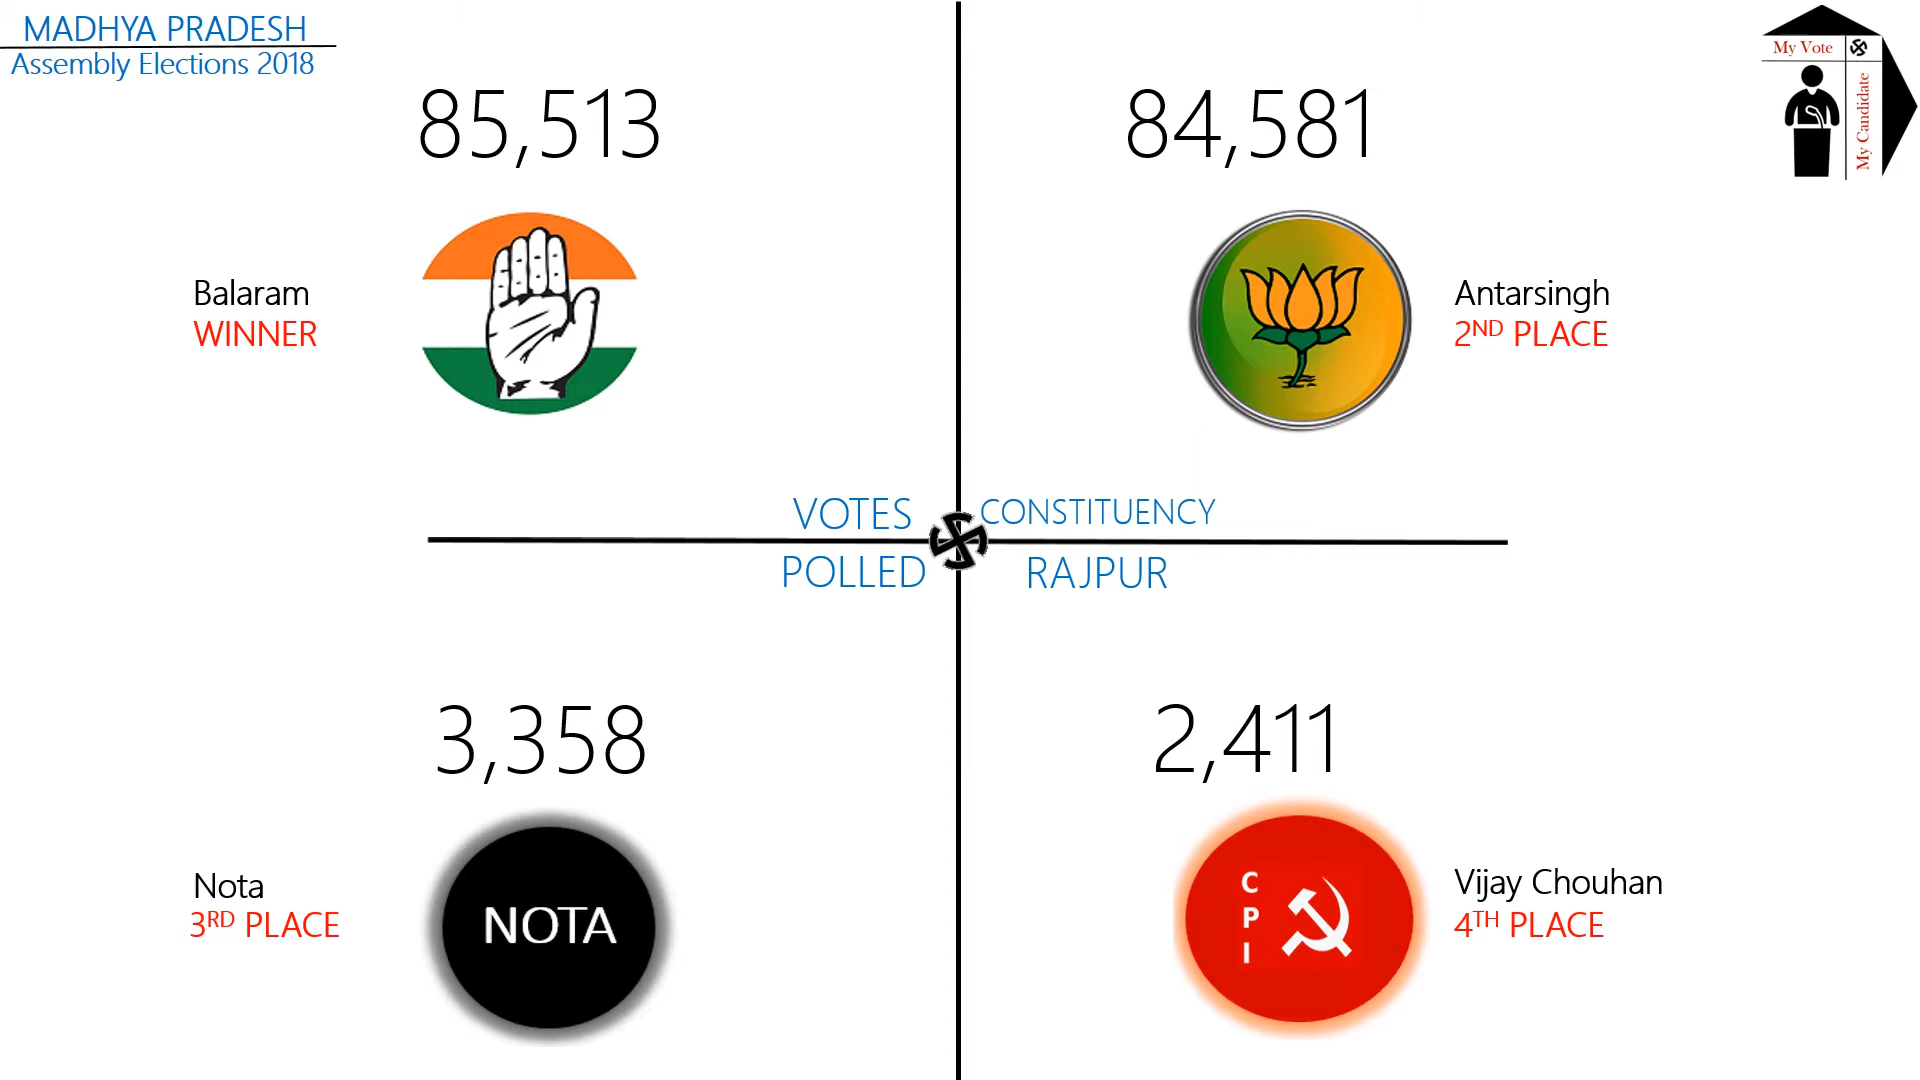 MADHYA PRADESH
Assembly Elections 2018
My Vote
My Candidate
85,513
84,581
Balaram
WINNER
Antarsingh
2ND PLACE
VOTES
CONSTITUENCY
POLLED
RAJPUR
3,358
2,411
Nota
3RD PLACE
NOTA
C
P
I
Vijay Chouhan
4TH PLACE